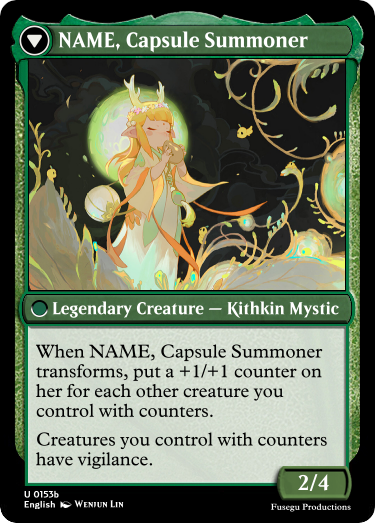 NAME, Capsule Summoner
Legendary Creature — Kithkin Mystic
When NAME, Capsule Summoner
transforms, put a +1/+1 counter on
her for each other creature you
control with counters.
Creatures you control with counters
have vigilance.
2/4
U 0153b
English Wenjun Lin
Fusegu Productions